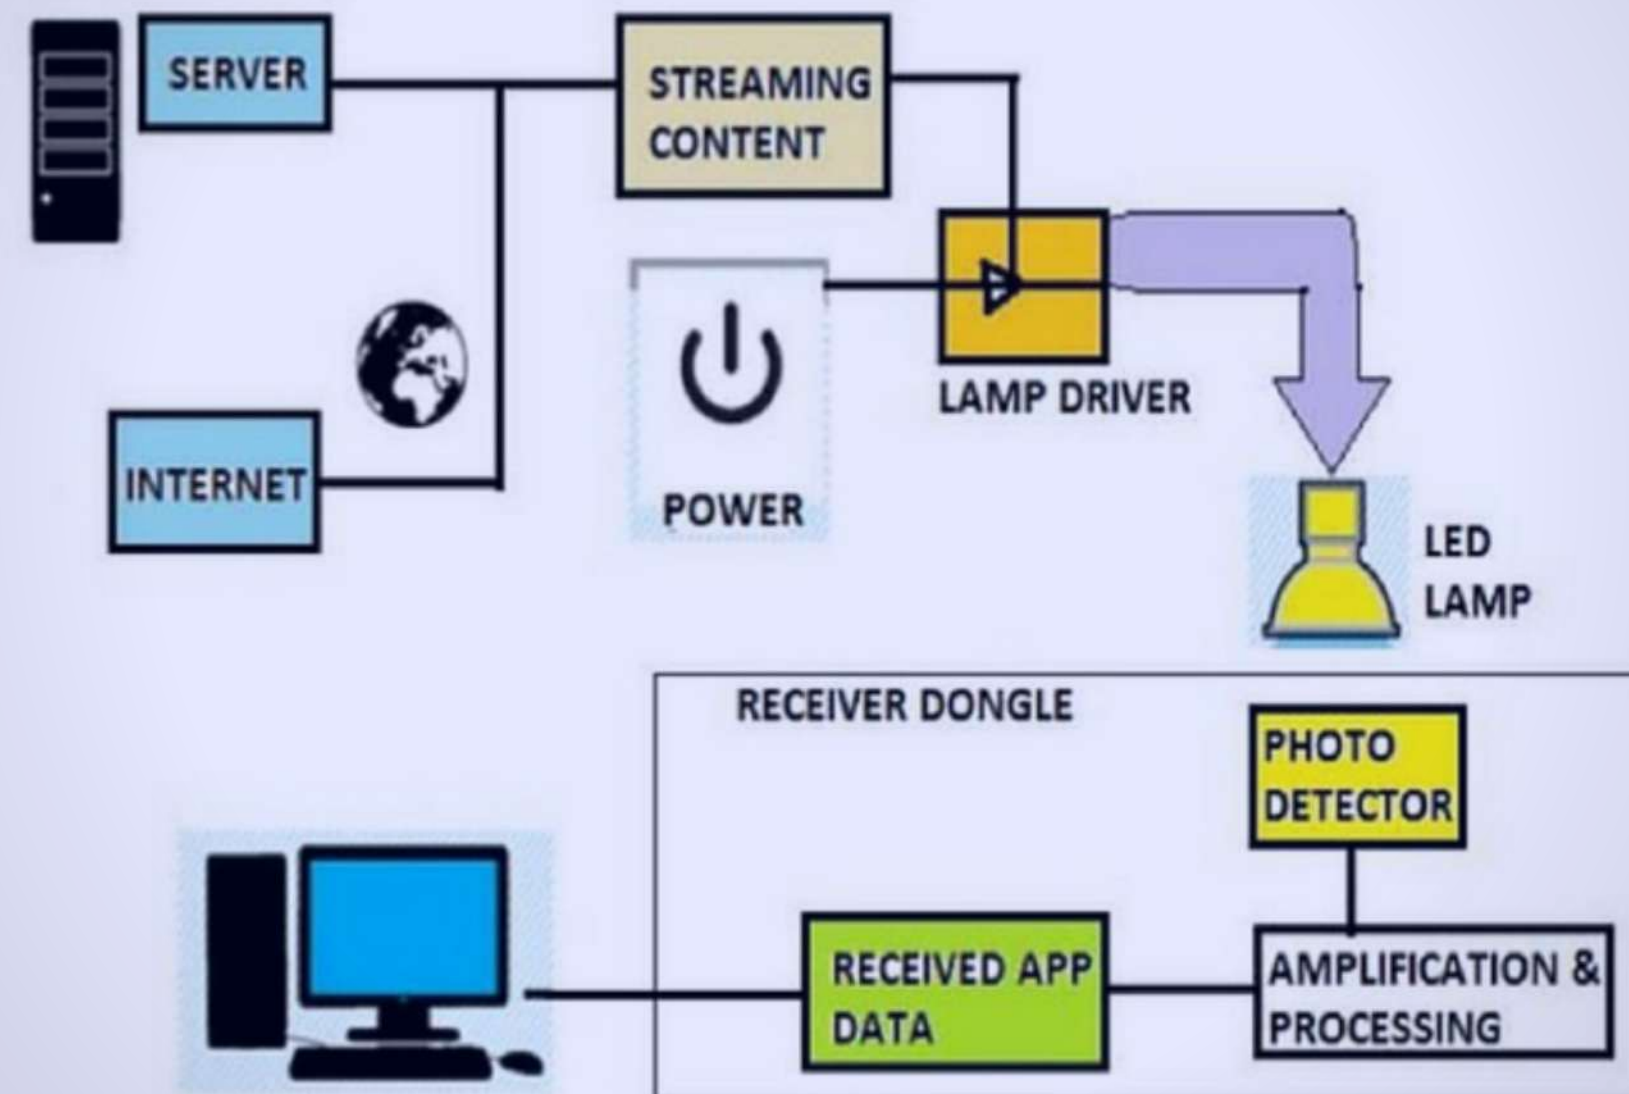 SERVER
STREAMING
CONTENT
LAMP DRIVER
INTERNET
POWER
LED
LAMP
RECEIVER DONGLE
PHOTO
DETECTOR
RECEIVED APP
DATA
AMPLIFICATION &
PROCESSING